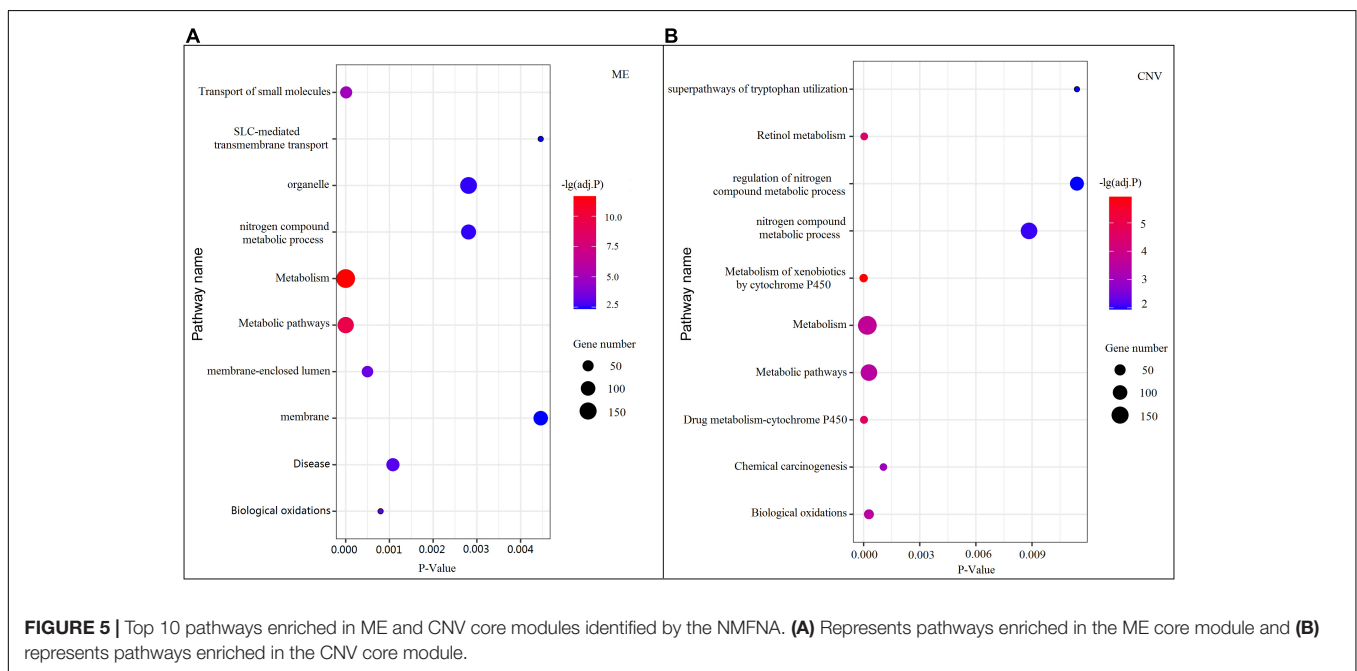 A
ME
Transport of small molecules
SLC-mediated
transmembrane transport
organelle
nitrogen compound
metabolic process
Metabolism
Metabolic pathways
membrane-enclosed lumen
membrane
Disease
Biological oxidations
Pathway name
0.000 0.001 0.002 0.003 0.004
P-Value
-lg(adj.P)
10.0
7.5
5.0
2.5
Gene number
50
100
150
B
CNV
superpathways of tryptophan utilization
Retinol metabolism
regulation of nitrogen
compound metabolic process
nitrogen compound
metabolic process
Metabolism of xenobiotics
by cytochrome P450
Metabolism
Metabolic pathways
Drug metabolism-cytochrome P450
Chemical carcinogenesis
Biological oxidations
Pathway name
0.000 0.003 0.006 0.009
P-Value
-lg(adj.P)
5
4
3
2
Gene number
50
100
150
FIGURE 5 | Top 10 pathways enriched in ME and CNV core modules identified by the NMFNA. (A) Represents pathways enriched in the ME core module and (B)
represents pathways enriched in the CNV core module.